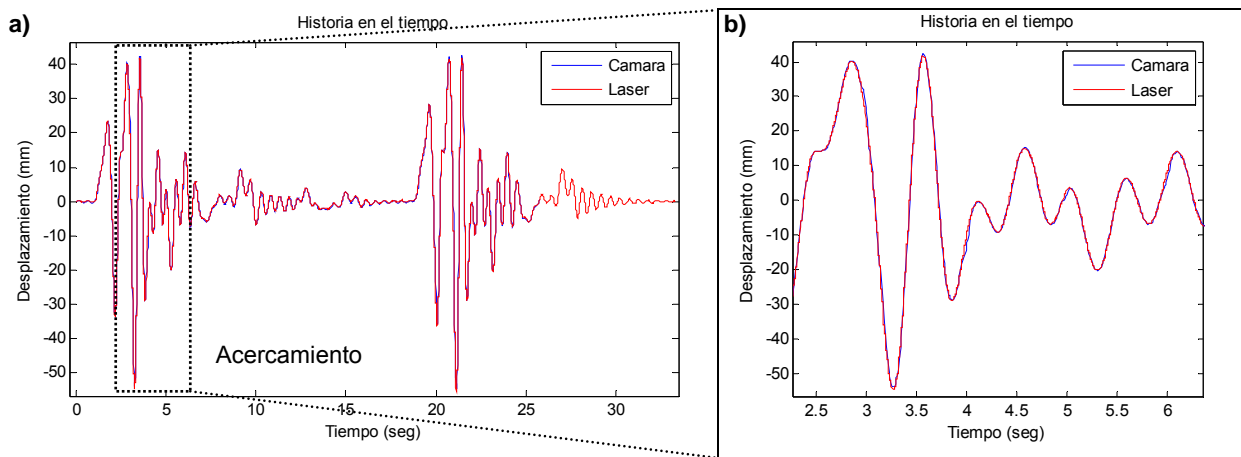 a)
Historia en el tiempo
Desplazamiento (mm)
40
30
20
10
0
-10
-20
-30
-40
-50
Camara
Laser
Acercamiento
0
5
10
15
20
25
30
Tiempo (seg)
b)
Historia en el tiempo
Desplazamiento (mm)
40
30
20
10
0
-10
-20
-30
-40
-50
Camara
Laser
2.5
3
3.5
4
4.5
5
5.5
6
Tiempo (seg)